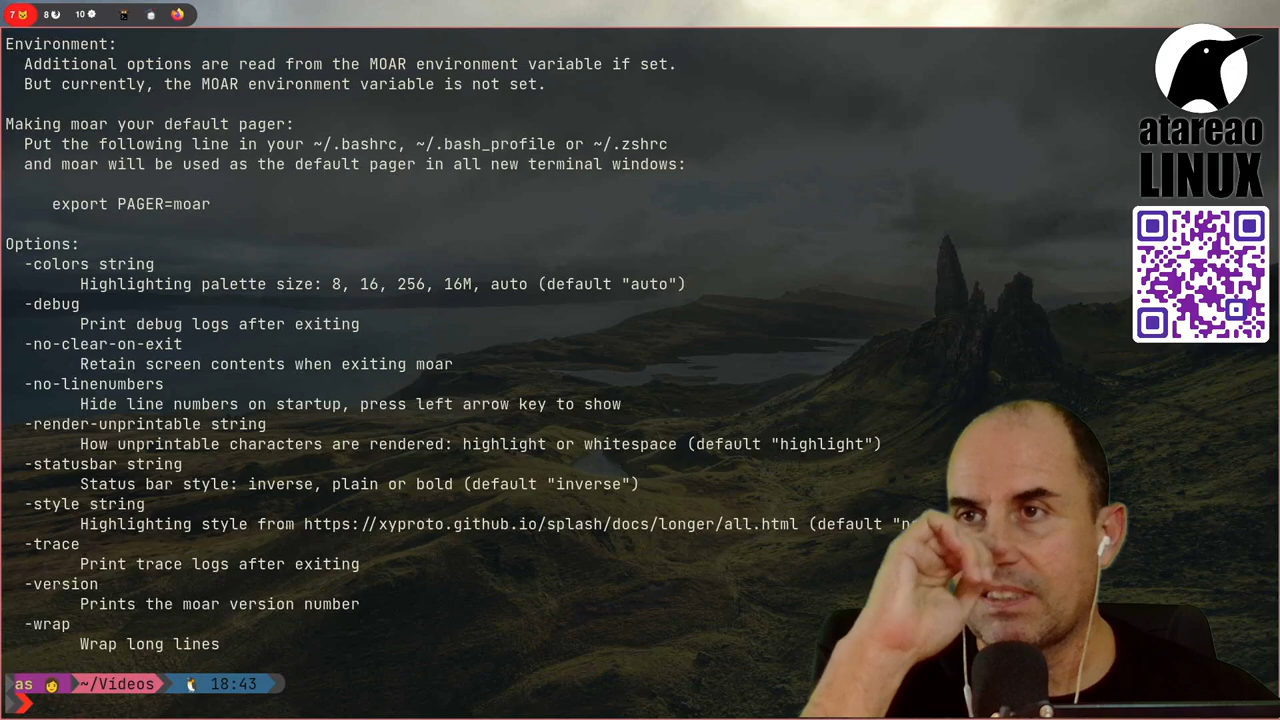 7
8
10
Environment:
Additional options are read from the MOAR environment variable if set.
But currently, the MOAR environment variable is not set.
Making moar your default pager:
Put the following line in your ~/.bashrc, ~/.bash_profile or ~/.zshrc
and moar will be used as the default pager in all new terminal windows:
export PAGER=moar
Options:
-colors string
Highlighting palette size: 8, 16, 256, 16M, auto (default "auto")
-debug
Print debug logs after exiting
-no-clear-on-exit
Retain screen contents when exiting moar
-no-linenumbers
Hide line numbers on startup, press left arrow key to show
-render-unprintable string
How unprintable characters are rendered: highlight or whitespace (default "highlight")
-statusbar string
Status bar style: inverse, plain or bold (default "inverse")
-style string
Highlighting style from https://xyproto.github.io/splash/docs/longer/all.html (default
-trace
Print trace logs after exiting
-version
Prints the moar version number
-wrap
Wrap long lines
as ~/Vídeos 18:43
atareao
LINUX